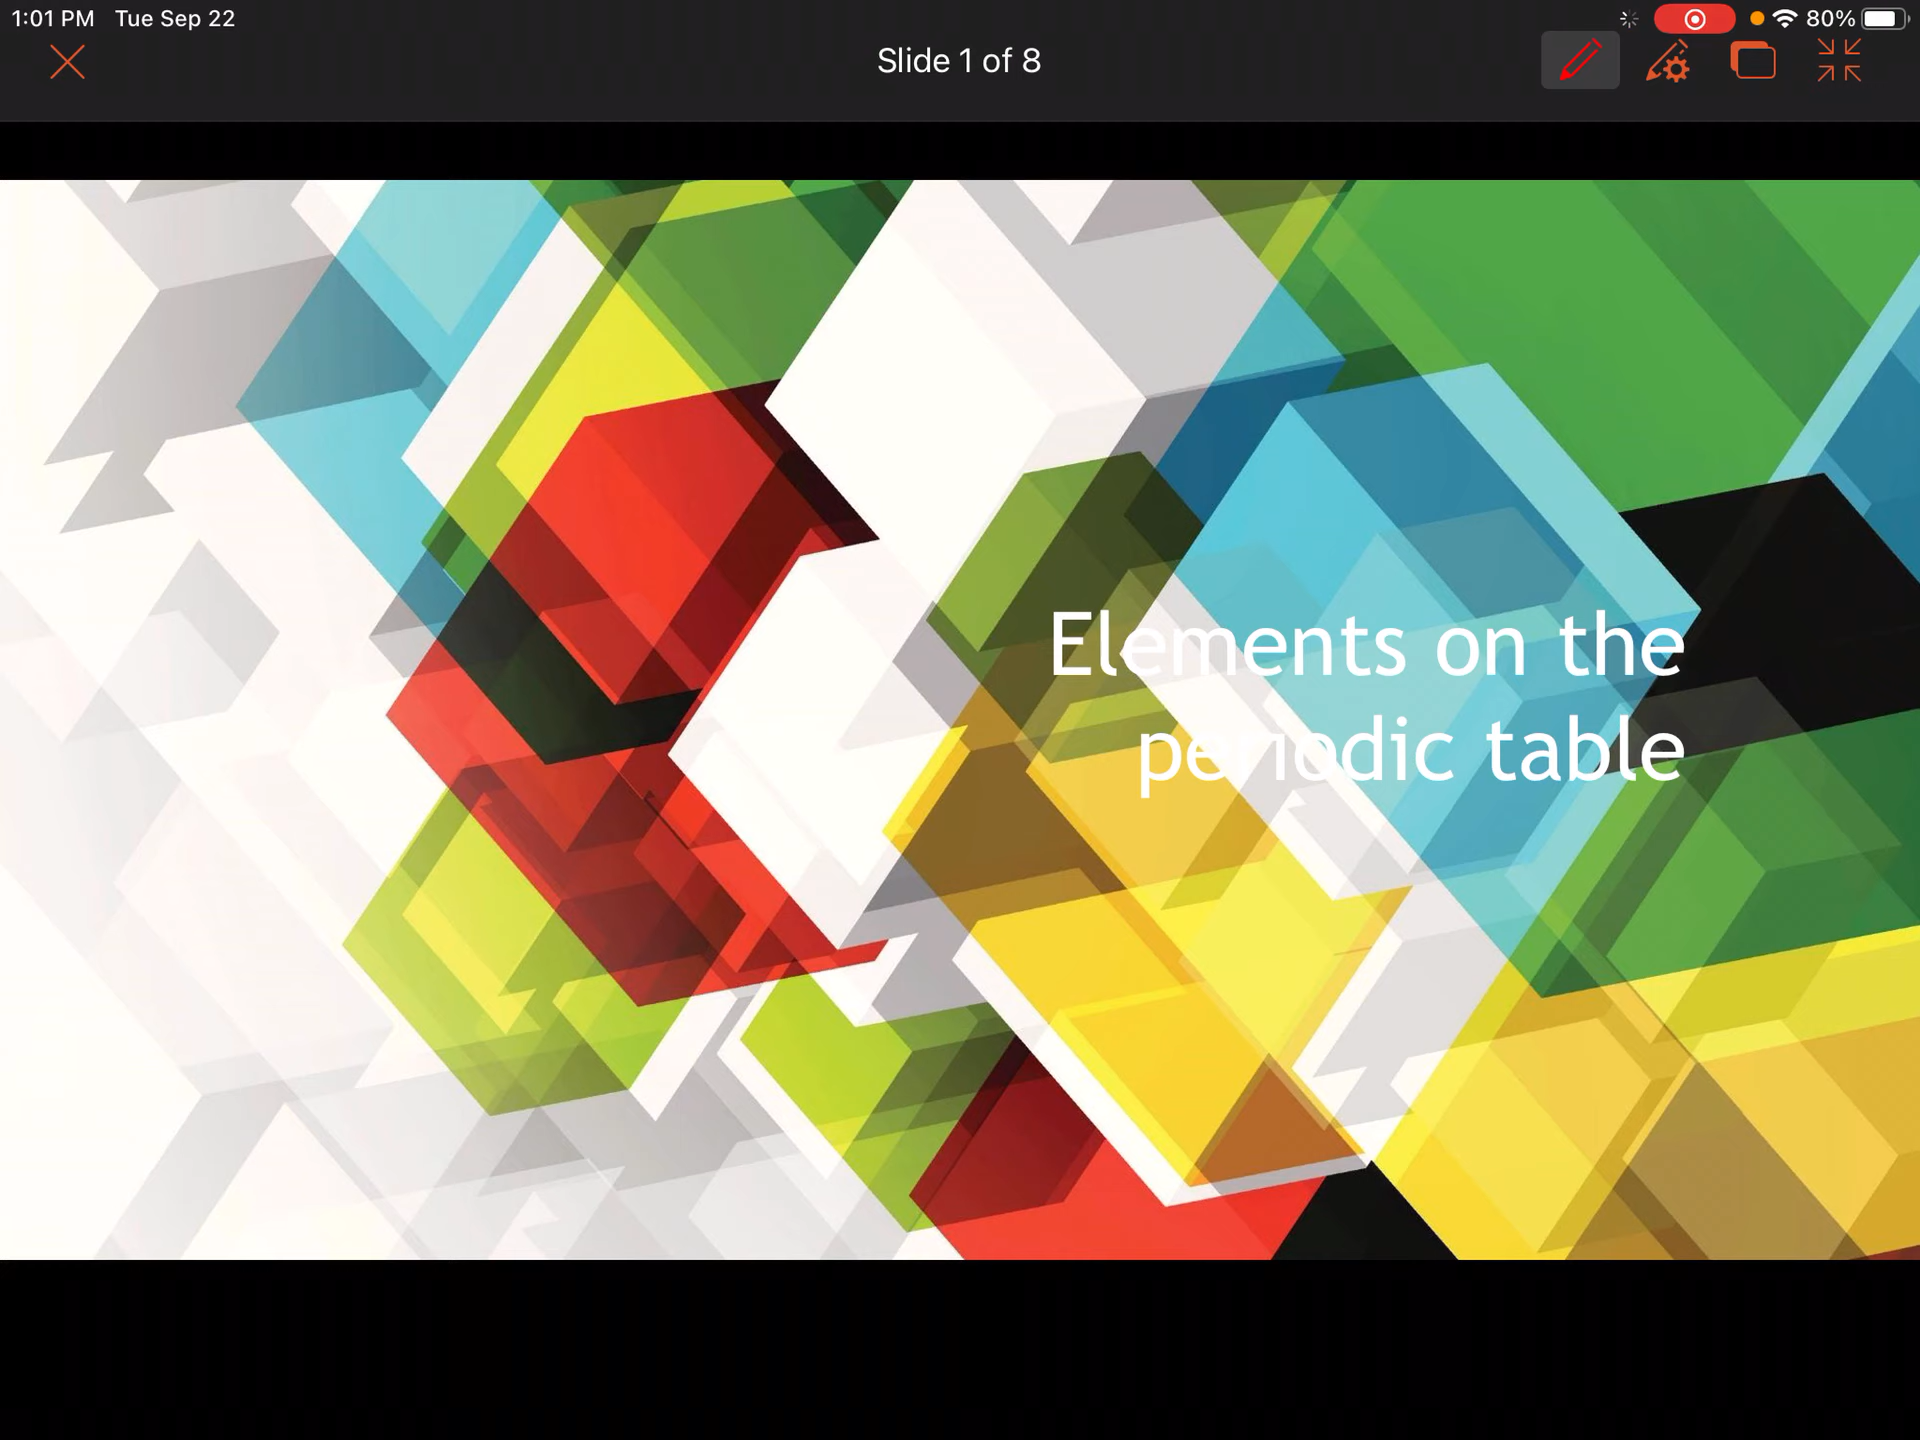 1:01 PM Tue Sep 22
80%
Slide 1 of 8
Elements on the
periodic table